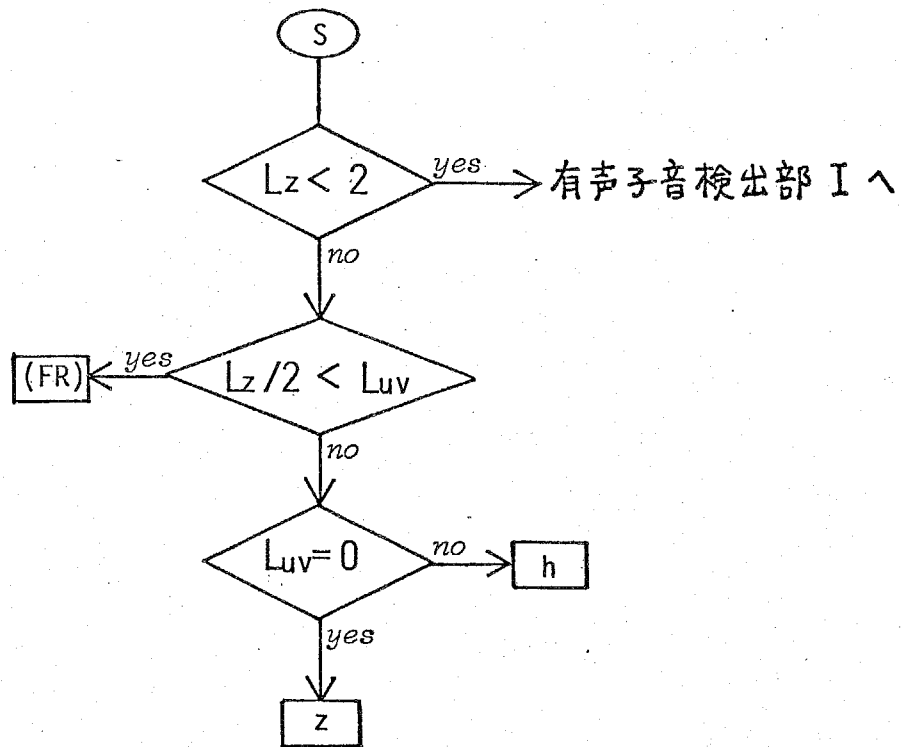 S
Lz < 2
yes
有声子音検出部 I へ
no
Lz/2 < Luv
yes
(FR)
no
Luv=0
no
h
yes
z